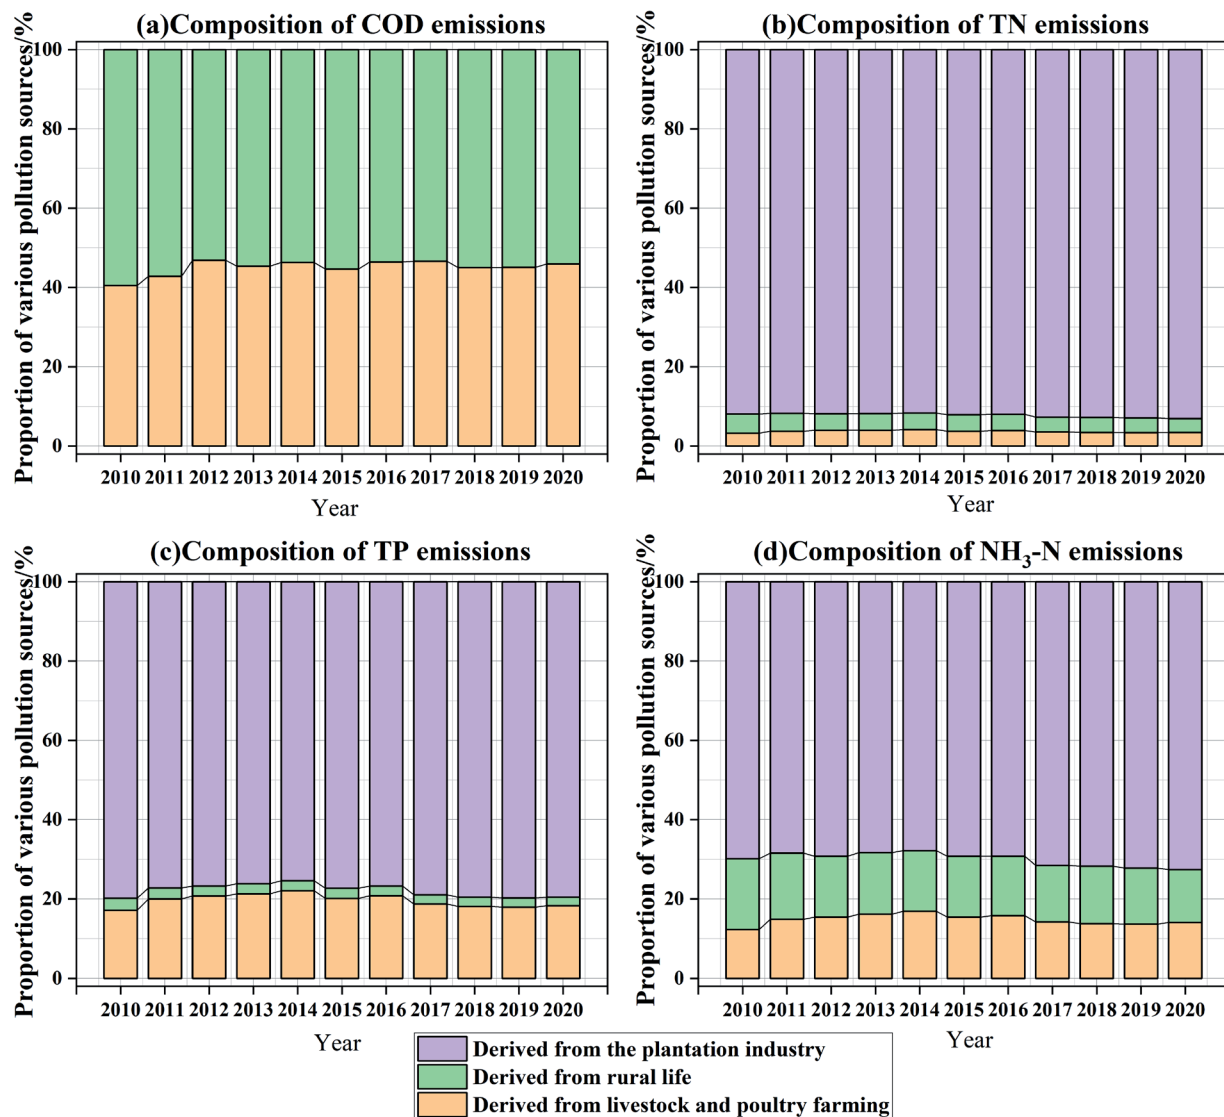 (a)Composition of COD emissions
Proportion of various pollution sources/%
100
80
60
40
20
0
2010 2011 2012 2013 2014 2015 2016 2017 2018 2019 2020
Year
(b)Composition of TN emissions
Proportion of various pollution sources/%
100
80
60
40
20
0
2010 2011 2012 2013 2014 2015 2016 2017 2018 2019 2020
Year
(c)Composition of TP emissions
Proportion of various pollution sources/%
100
80
60
40
20
0
2010 2011 2012 2013 2014 2015 2016 2017 2018 2019 2020
Year
(d)Composition of NH₃-N emissions
Proportion of various pollution sources/%
100
80
60
40
20
0
2010 2011 2012 2013 2014 2015 2016 2017 2018 2019 2020
Year
Derived from the plantation industry
Derived from rural life
Derived from livestock and poultry farming